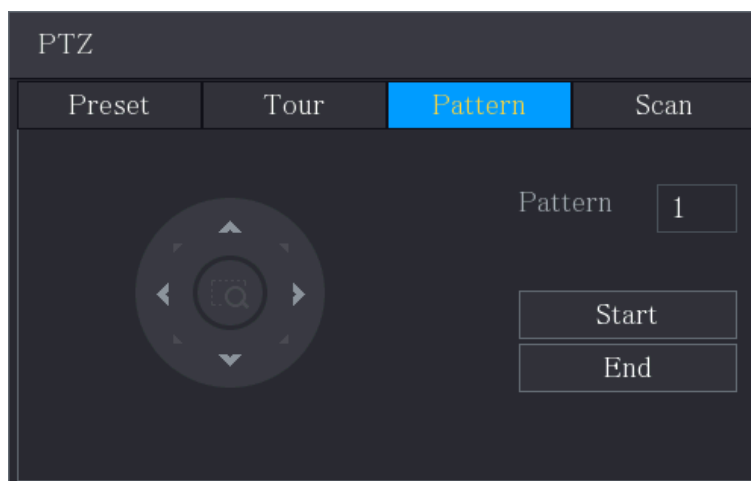 PTZ
Preset Tour Pattern Scan
Pattern 1
Start
End